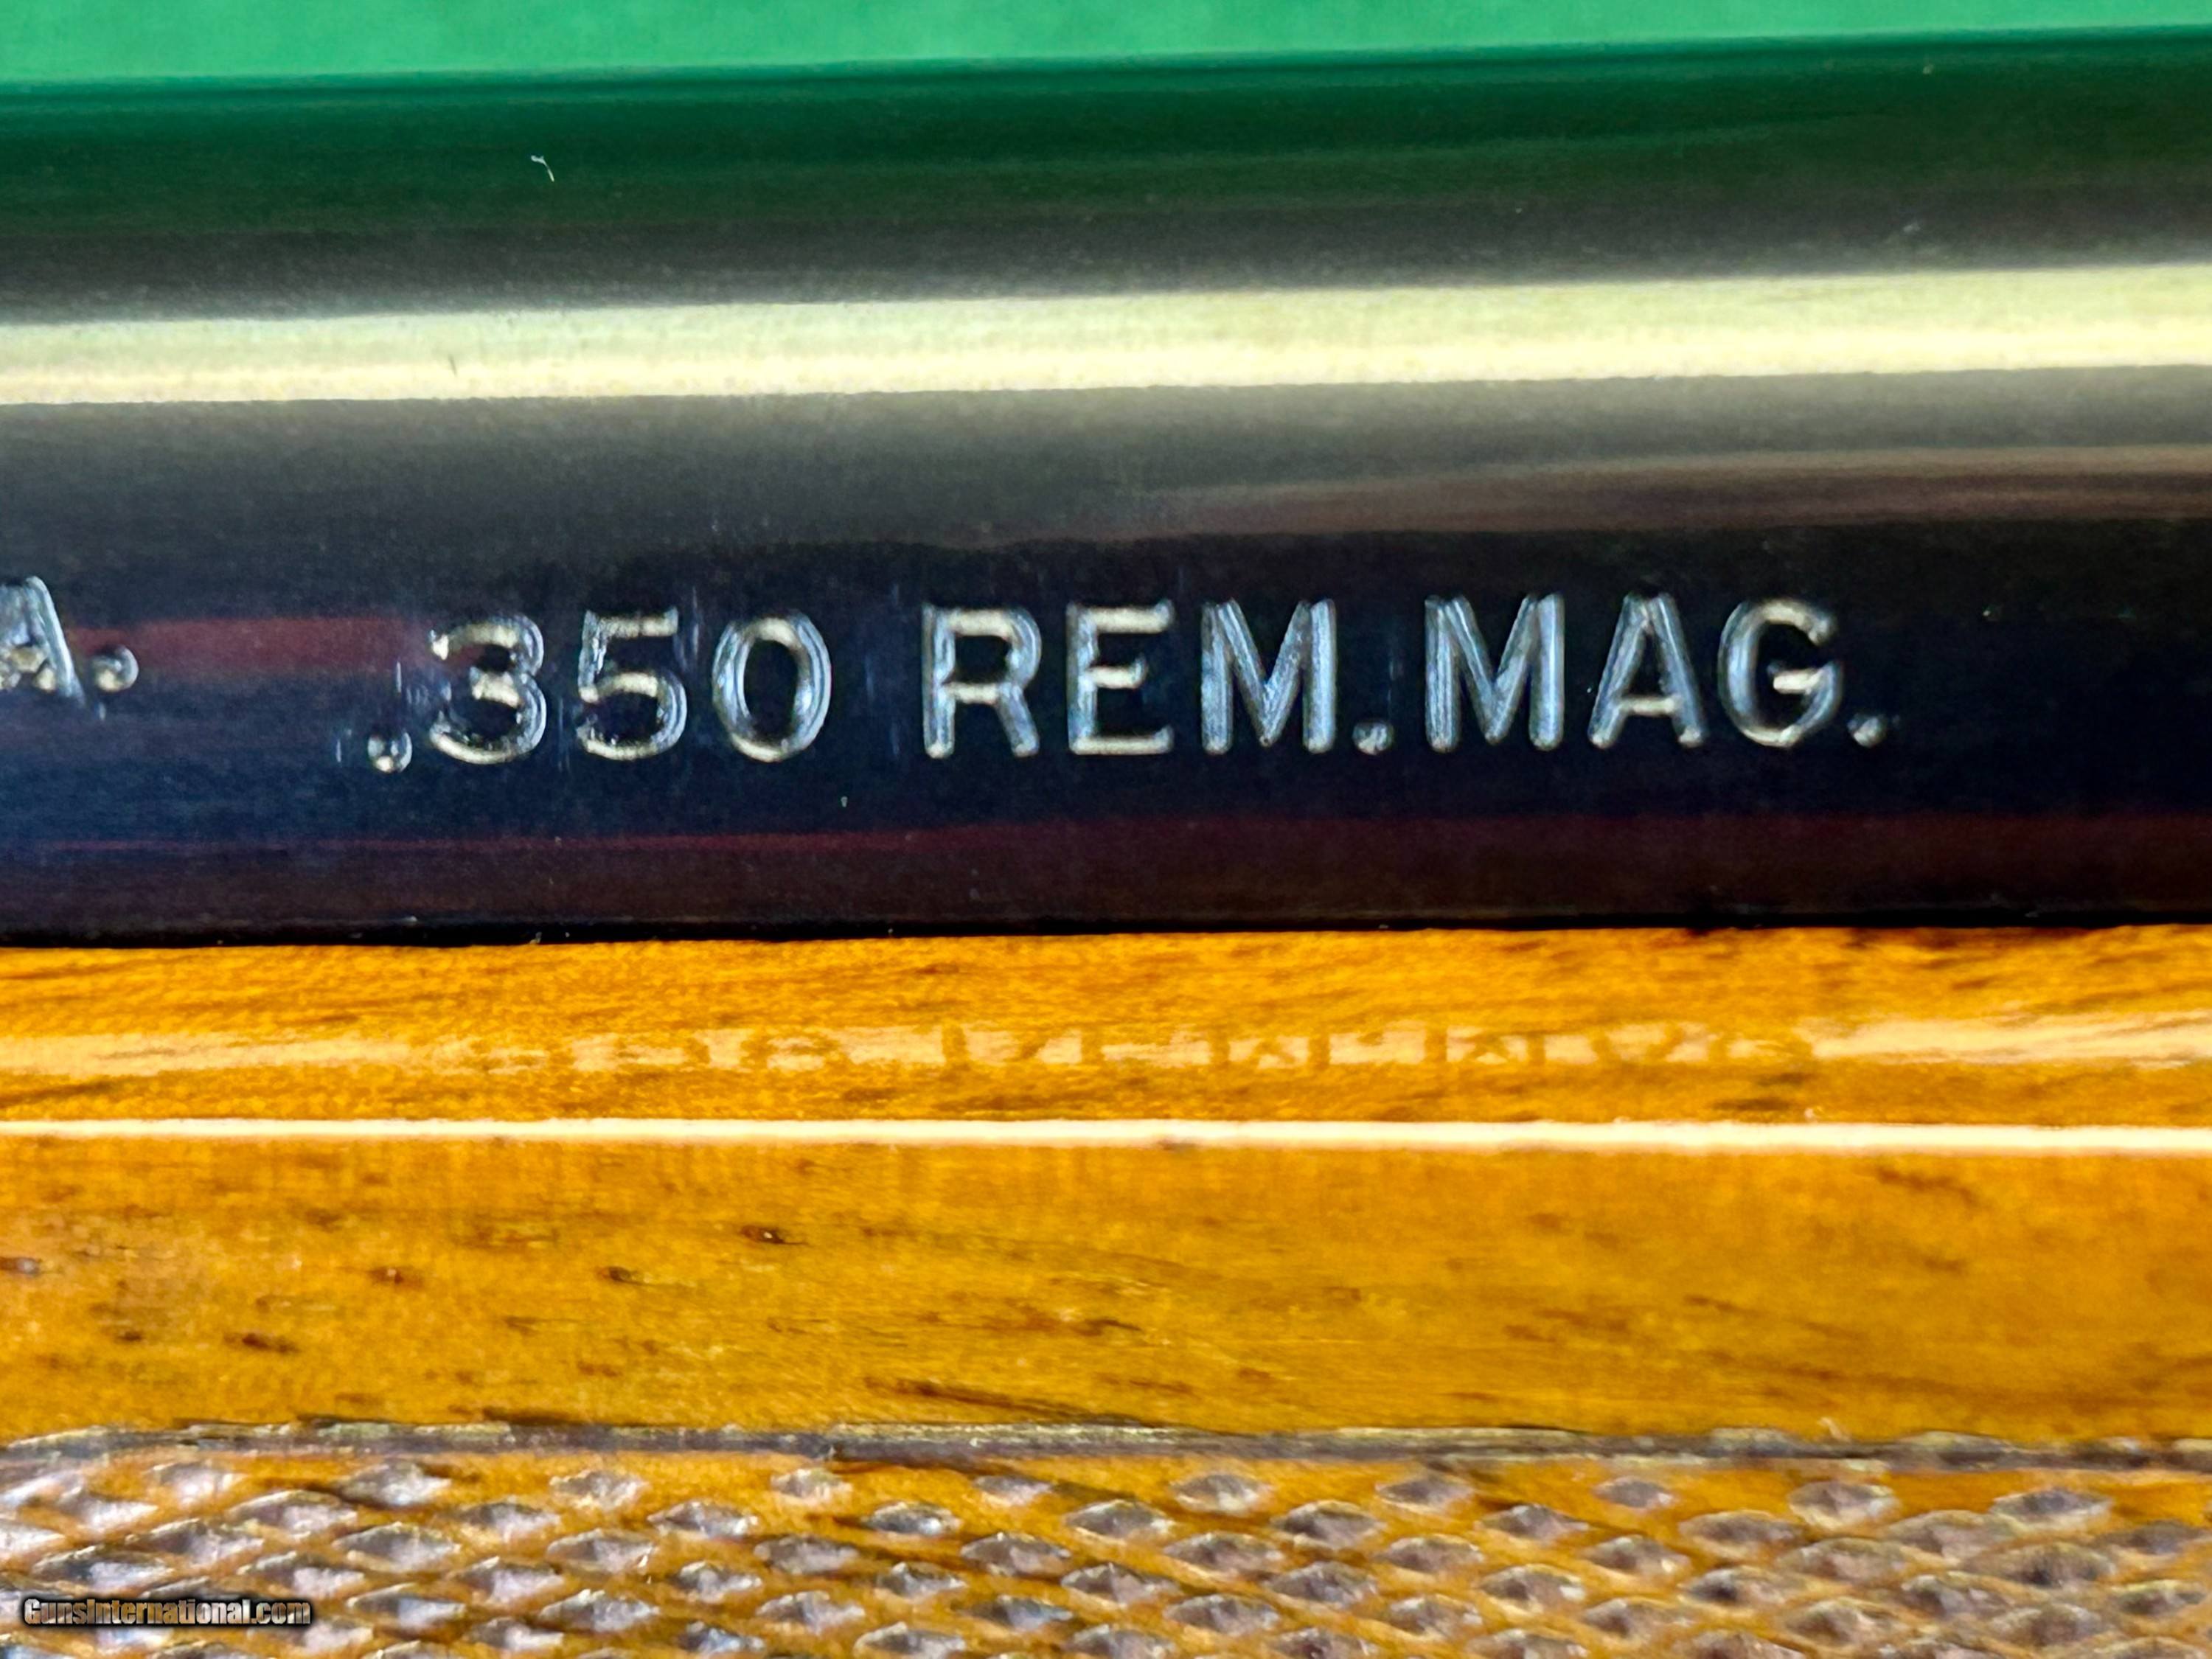 A. .350 REM.MAG.
GunsInternational.com